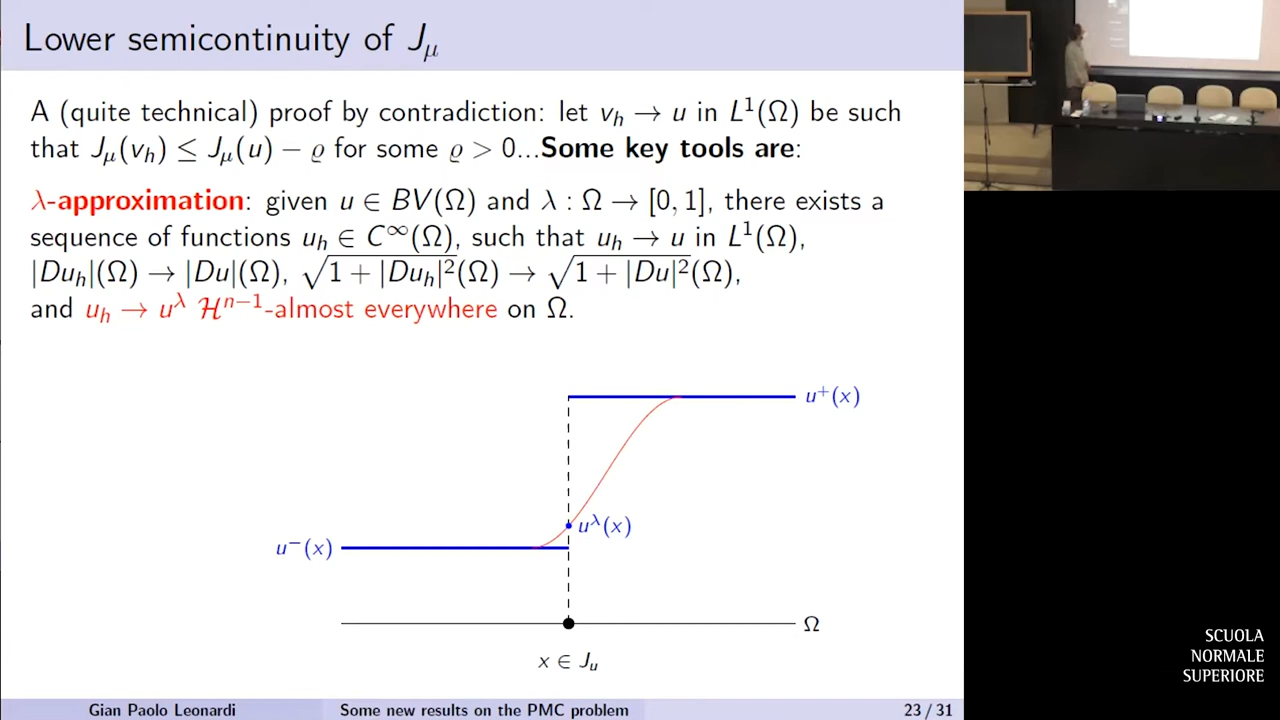 Lower semicontinuity of J_μ
A (quite technical) proof by contradiction: let v_h → u in L¹(Ω) be such
that J_μ(v_h) ≤ J_μ(u) − ϱ for some ϱ > 0...Some key tools are:
λ-approximation: given u ∈ BV(Ω) and λ : Ω → [0, 1], there exists a
sequence of functions u_h ∈ C^∞(Ω), such that u_h → u in L¹(Ω),
|Du_h|(Ω) → |Du|(Ω), √(1 + |Du_h|²)(Ω) → √(1 + |Du|²)(Ω),
and u_h → u^λ ℋ^{n−1}-almost everywhere on Ω.
u⁺(x)
u^λ(x)
u⁻(x)
Ω
x ∈ J_u
SCUOLA
NORMALE
SUPERIORE
Gian Paolo Leonardi Some new results on the PMC problem 23 / 31